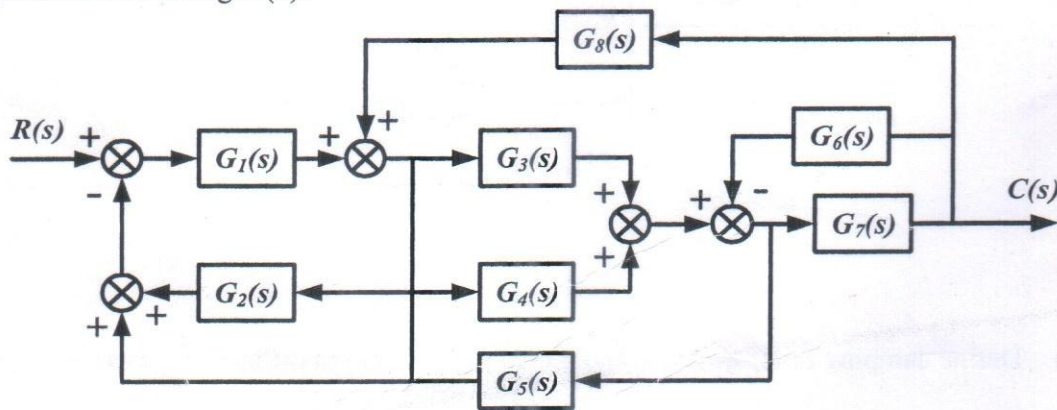 G8(s)
R(s) + + + G6(s)
G1(s) G3(s) + + - C(s)
- G7(s)
+ G2(s) + G4(s) +
G5(s)